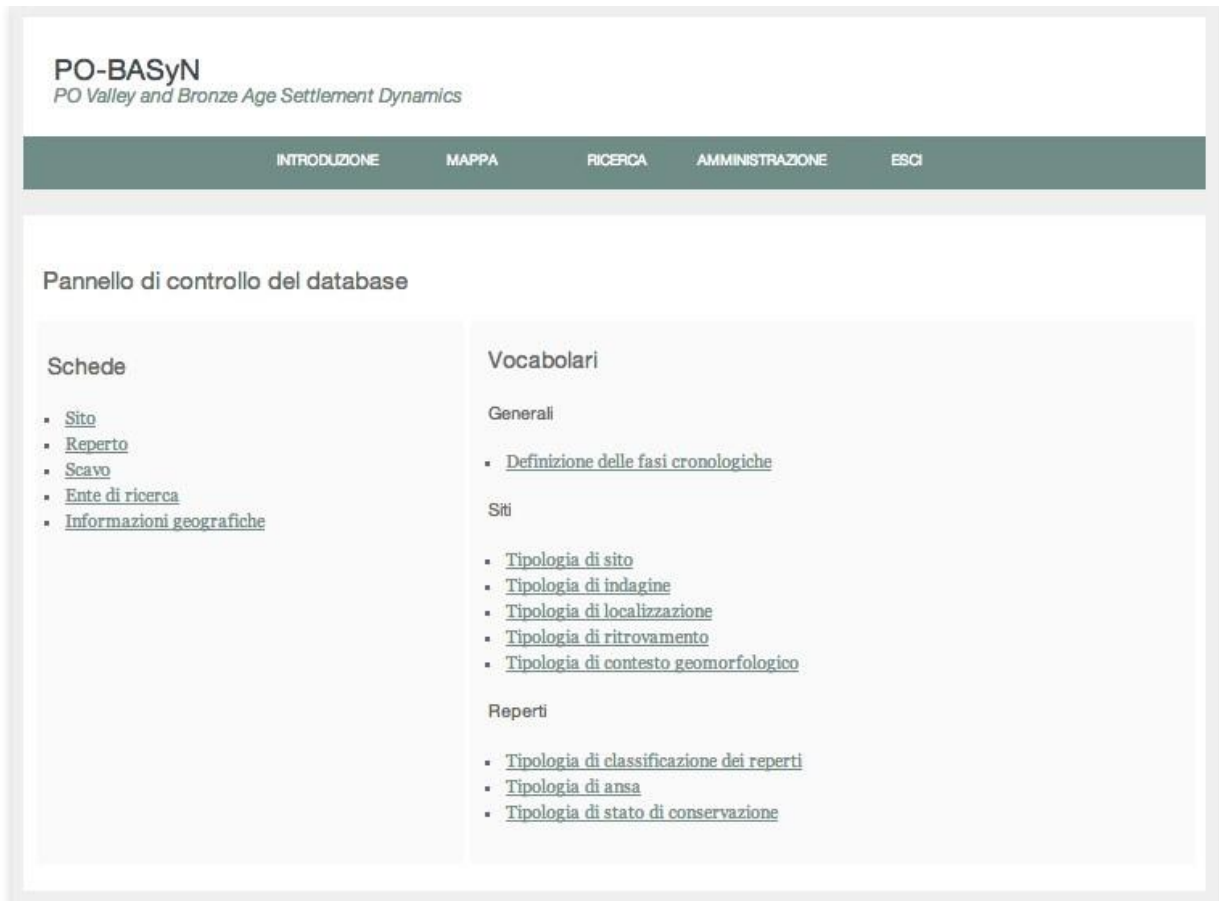 PO-BASyN
PO Valley and Bronze Age Settlement Dynamics
INTRODUZIONE MAPPA RICERCA AMMINISTRAZIONE ESCI
Pannello di controllo del database
Schede
Sito
Reperto
Scavo
Ente di ricerca
Informazioni geografiche
Vocabolari
Generali
Definizione delle fasi cronologiche
Siti
Tipologia di sito
Tipologia di indagine
Tipologia di localizzazione
Tipologia di ritrovamento
Tipologia di contesto geomorfologico
Reperti
Tipologia di classificazione dei reperti
Tipologia di ansa
Tipologia di stato di conservazione